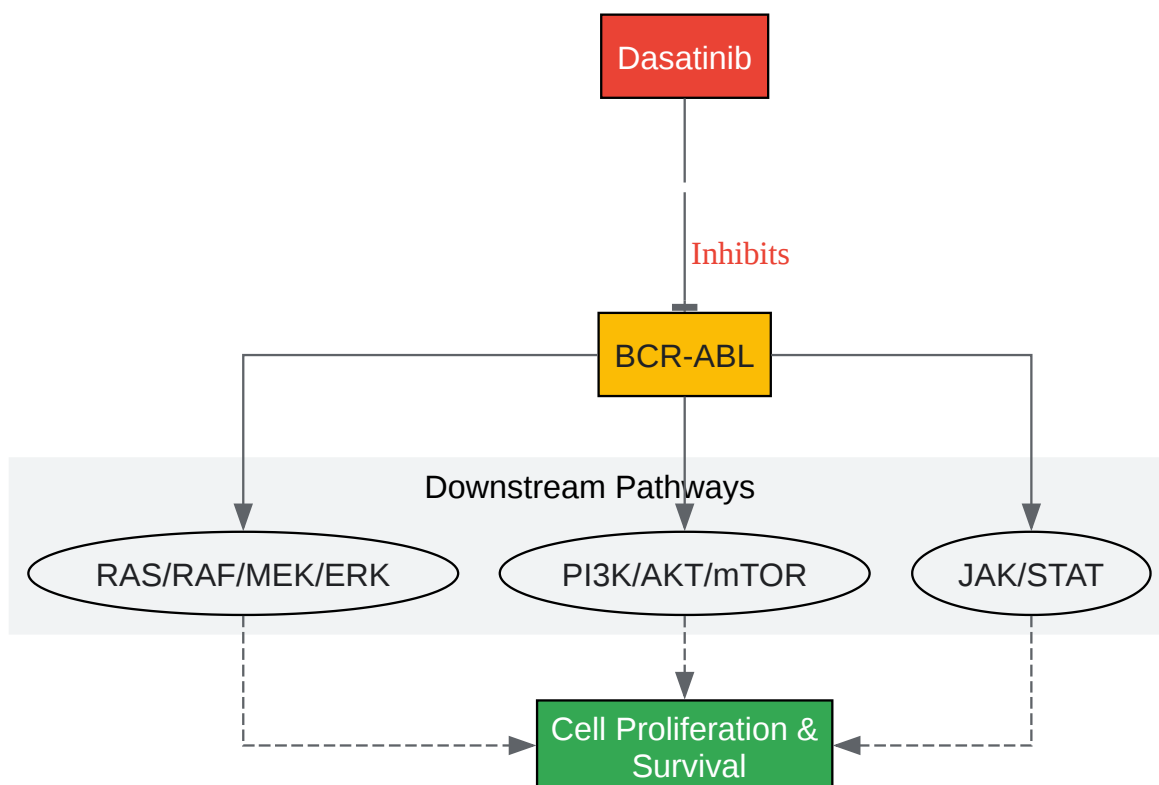 Dasatinib
Inhibits
BCR-ABL
Downstream Pathways
RAS/RAF/MEK/ERK
PI3K/AKT/mTOR
JAK/STAT
Cell Proliferation &
Survival